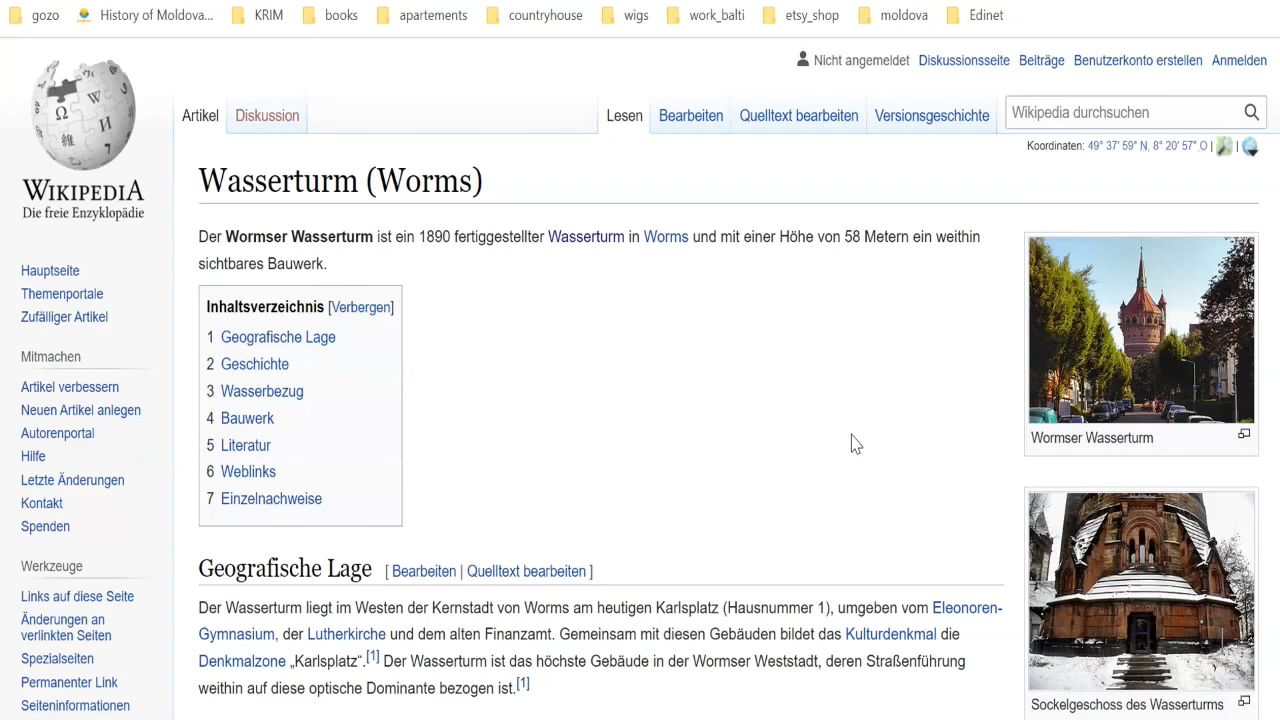 gozo History of Moldova... KRIM books apartements countryhouse wigs work_balti etsy_shop moldova Edinet
Nicht angemeldet Diskussionsseite Beiträge Benutzerkonto erstellen Anmelden
Artikel Diskussion Lesen Bearbeiten Quelltext bearbeiten Versionsgeschichte Wikipedia durchsuchen
Koordinaten: 49° 37′ 59″ N, 8° 20′ 57″ O | |
WIKIPEDIA
Die freie Enzyklopädie
Hauptseite
Themenportale
Zufälliger Artikel
Mitmachen
Artikel verbessern
Neuen Artikel anlegen
Autorenportal
Hilfe
Letzte Änderungen
Kontakt
Spenden
Werkzeuge
Links auf diese Seite
Änderungen an
verlinkten Seiten
Spezialseiten
Permanenter Link
Seiteninformationen
Wasserturm (Worms)
Der Wormser Wasserturm ist ein 1890 fertiggestellter Wasserturm in Worms und mit einer Höhe von 58 Metern ein weithin
sichtbares Bauwerk.
Inhaltsverzeichnis [Verbergen]
1 Geografische Lage
2 Geschichte
3 Wasserbezug
4 Bauwerk
5 Literatur
6 Weblinks
7 Einzelnachweise
Geografische Lage [ Bearbeiten | Quelltext bearbeiten ]
Der Wasserturm liegt im Westen der Kernstadt von Worms am heutigen Karlsplatz (Hausnummer 1), umgeben vom Eleonoren-
Gymnasium, der Lutherkirche und dem alten Finanzamt. Gemeinsam mit diesen Gebäuden bildet das Kulturdenkmal die
Denkmalzone „Karlsplatz“.[1] Der Wasserturm ist das höchste Gebäude in der Wormser Weststadt, deren Straßenführung
weithin auf diese optische Dominante bezogen ist.[1]
Wormser Wasserturm
Sockelgeschoss des Wasserturms